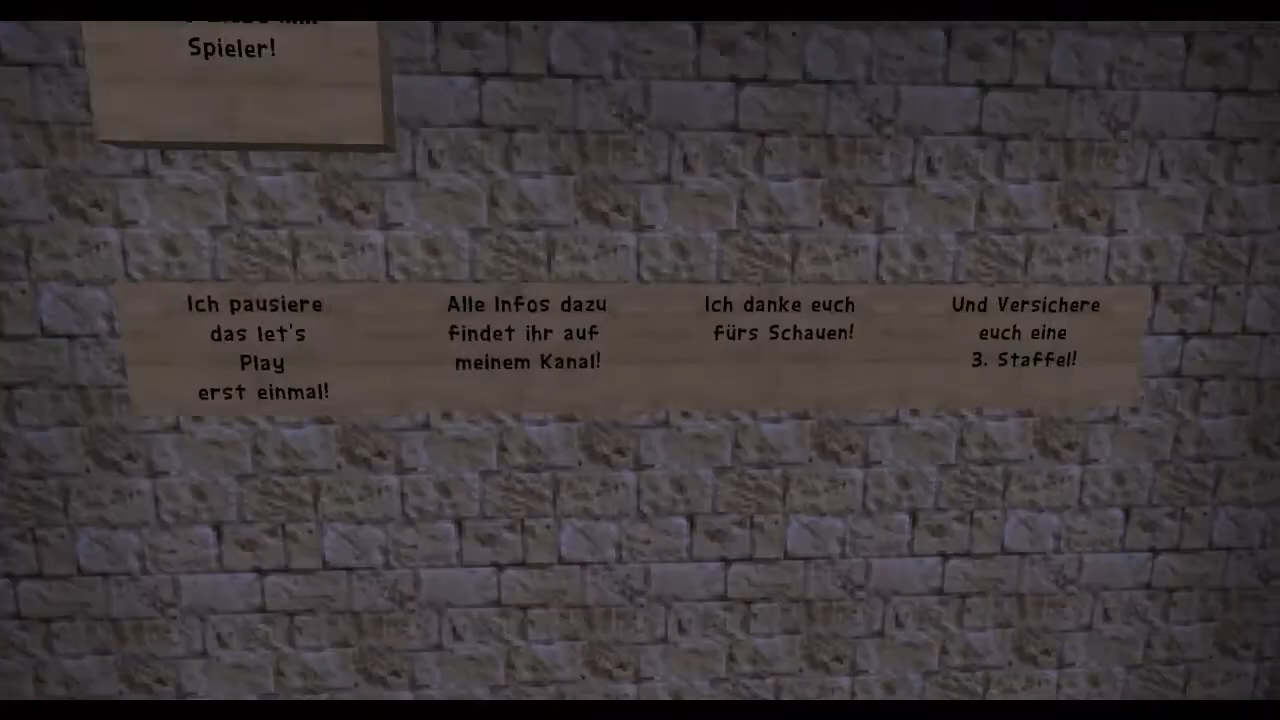 Spieler!
Ich pausiere
das let's
Play
erst einmal!
Alle Infos dazu
findet ihr auf
meinem Kanal!
Ich danke euch
fürs Schauen!
Und Versichere
euch eine
3. Staffel!